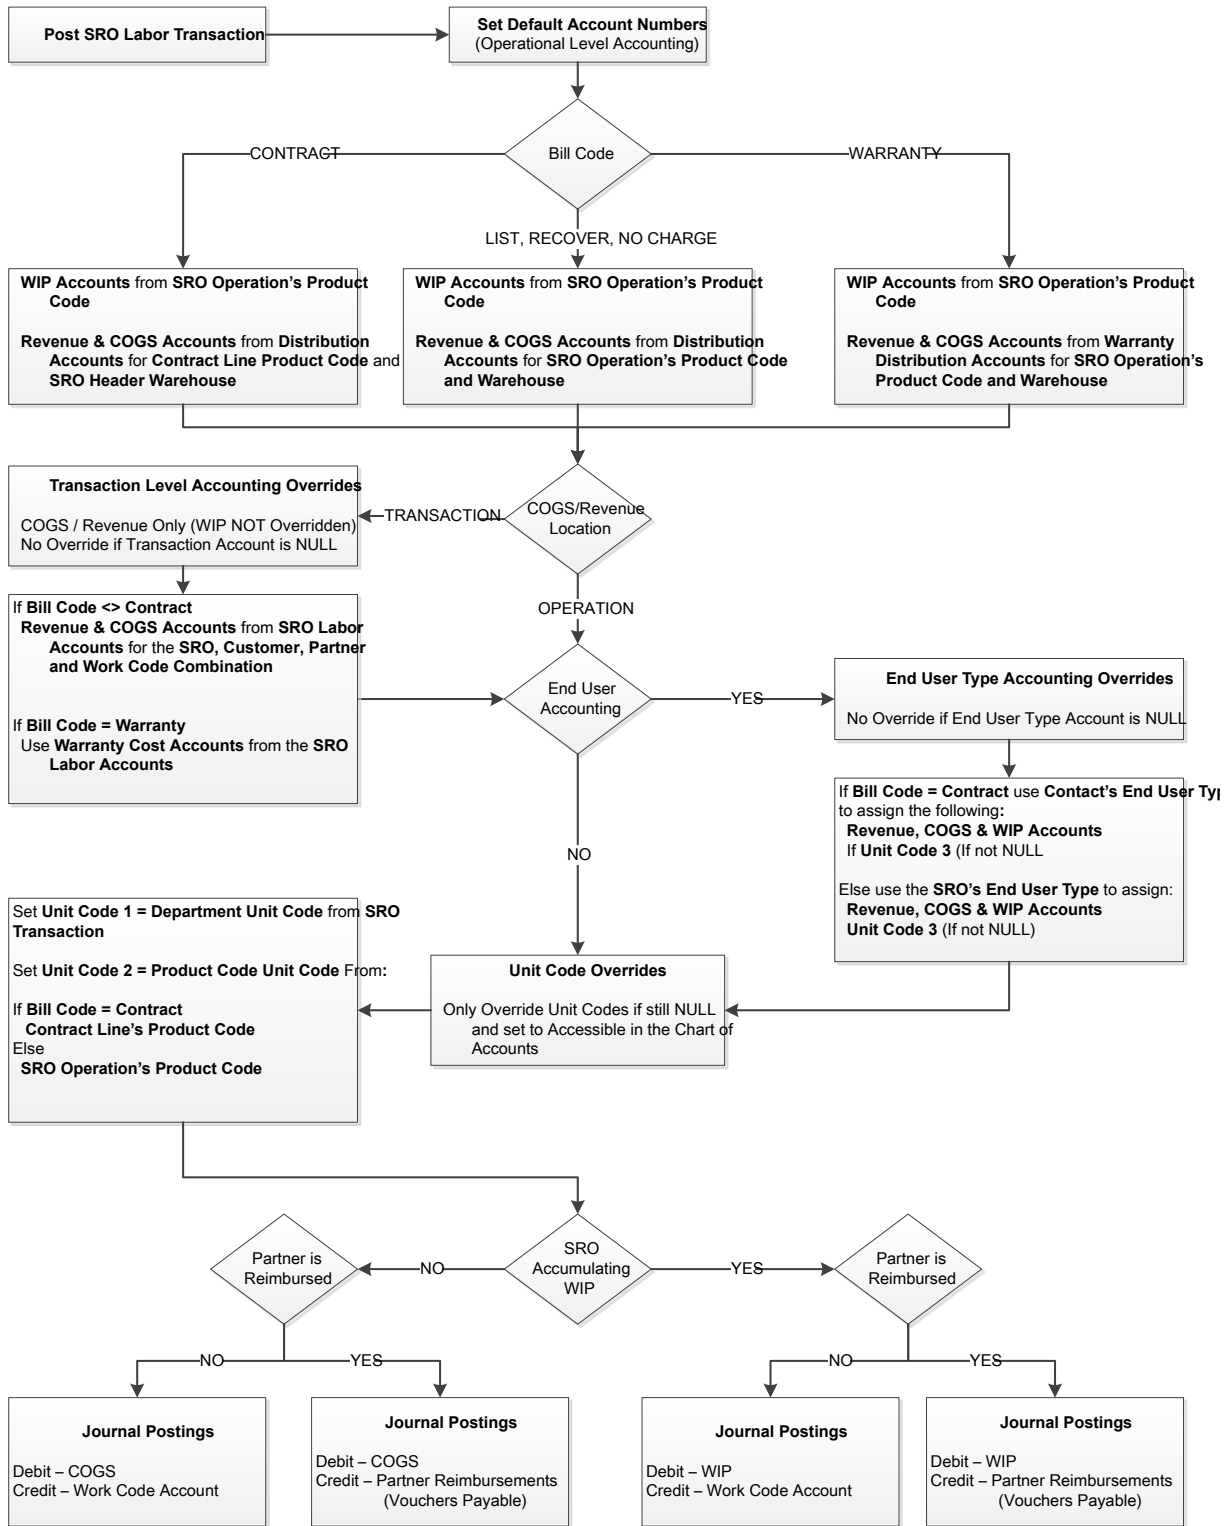 Post SRO Labor Transaction
Set Default Account Numbers
(Operational Level Accounting)
Bill Code
CONTRACT
WARRANTY
LIST, RECOVER, NO CHARGE
WIP Accounts from SRO Operation's Product
Code
Revenue & COGS Accounts from Distribution
Accounts for Contract Line Product Code and
SRO Header Warehouse
WIP Accounts from SRO Operation's Product
Code
Revenue & COGS Accounts from Distribution
Accounts for SRO Operation's Product Code
and Warehouse
WIP Accounts from SRO Operation's Product
Code
Revenue & COGS Accounts from Warranty
Distribution Accounts for SRO Operation's
Product Code and Warehouse
COGS/Revenue
Location
TRANSACTION
Transaction Level Accounting Overrides
COGS / Revenue Only (WIP NOT Overridden)
No Override if Transaction Account is NULL
If Bill Code <> Contract
Revenue & COGS Accounts from SRO Labor
Accounts for the SRO, Customer, Partner
and Work Code Combination
If Bill Code = Warranty
Use Warranty Cost Accounts from the SRO
Labor Accounts
OPERATION
End User
Accounting
YES
End User Type Accounting Overrides
No Override if End User Type Account is NULL
If Bill Code = Contract use Contact's End User Typ
to assign the following:
Revenue, COGS & WIP Accounts
If Unit Code 3 (If not NULL
Else use the SRO's End User Type to assign:
Revenue, COGS & WIP Accounts
Unit Code 3 (If not NULL)
NO
Unit Code Overrides
Only Override Unit Codes if still NULL
and set to Accessible in the Chart of
Accounts
Set Unit Code 1 = Department Unit Code from SRO
Transaction
Set Unit Code 2 = Product Code Unit Code From:
If Bill Code = Contract
Contract Line's Product Code
Else
SRO Operation's Product Code
SRO
Accumulating
WIP
NO
Partner is
Reimbursed
YES
Partner is
Reimbursed
NO
YES
NO
YES
Journal Postings
Debit – COGS
Credit – Work Code Account
Journal Postings
Debit – COGS
Credit – Partner Reimbursements
(Vouchers Payable)
Journal Postings
Debit – WIP
Credit – Work Code Account
Journal Postings
Debit – WIP
Credit – Partner Reimbursements
(Vouchers Payable)